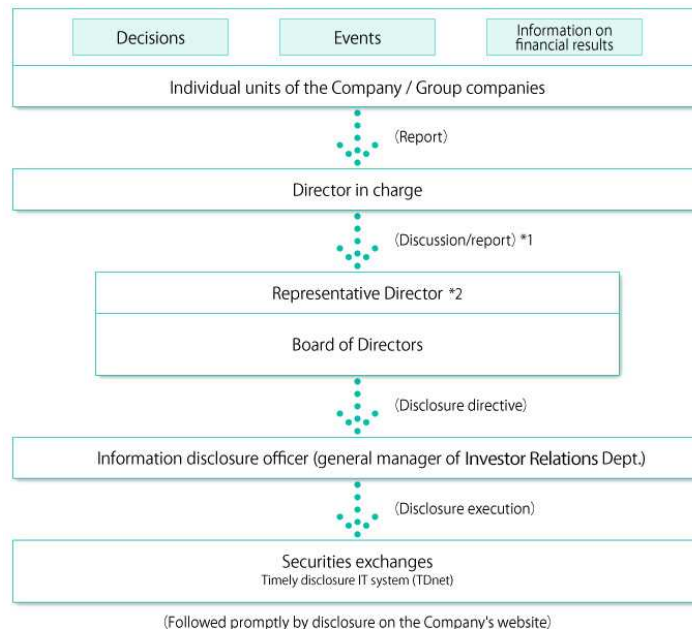 Decisions
Events
Information on
financial results
Individual units of the Company / Group companies
(Report)
Director in charge
(Discussion/report) *1
Representative Director *2
Board of Directors
(Disclosure directive)
Information disclosure officer (general manager of Investor Relations Dept.)
(Disclosure execution)
Securities exchanges
Timely disclosure IT system (TDnet)
(Followed promptly by disclosure on the Company's website)